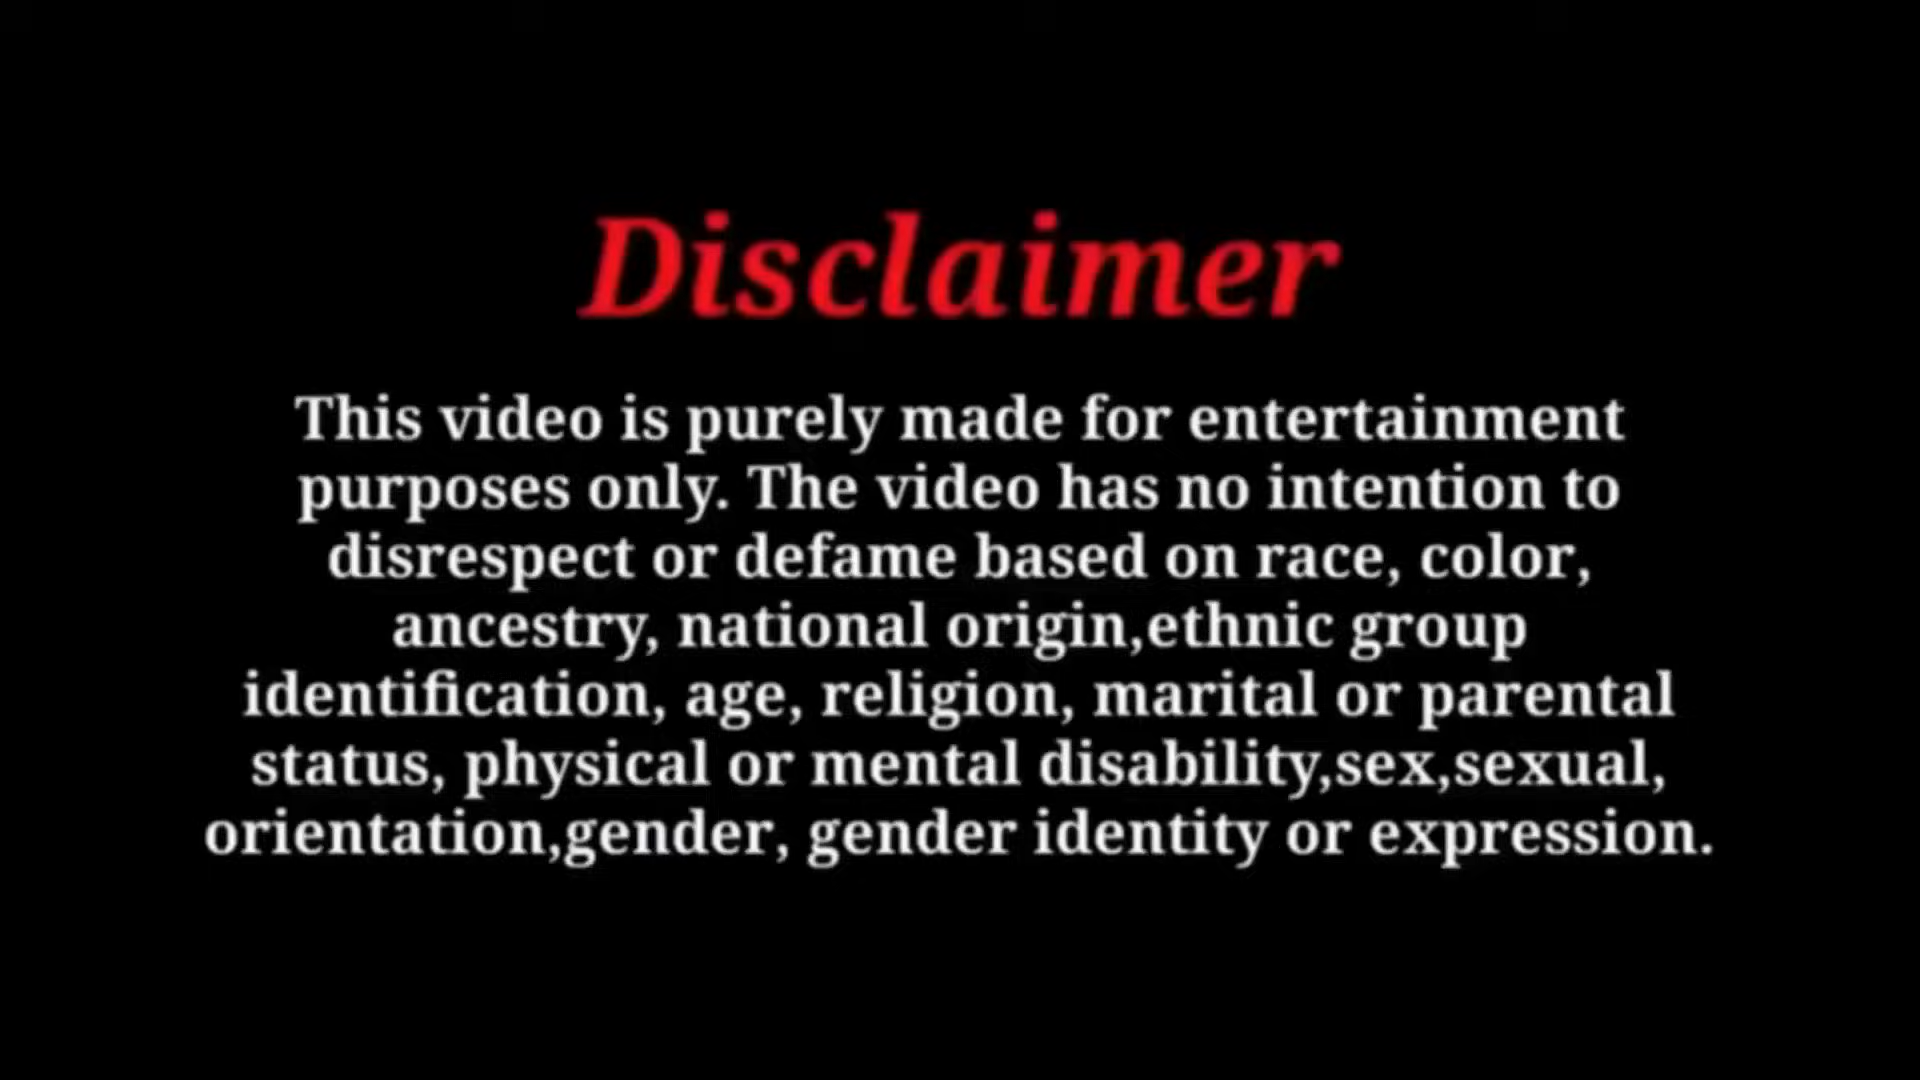 Disclaimer
This video is purely made for entertainment
purposes only. The video has no intention to
disrespect or defame based on race, color,
ancestry, national origin,ethnic group
identification, age, religion, marital or parental
status, physical or mental disability,sex,sexual,
orientation,gender, gender identity or expression.